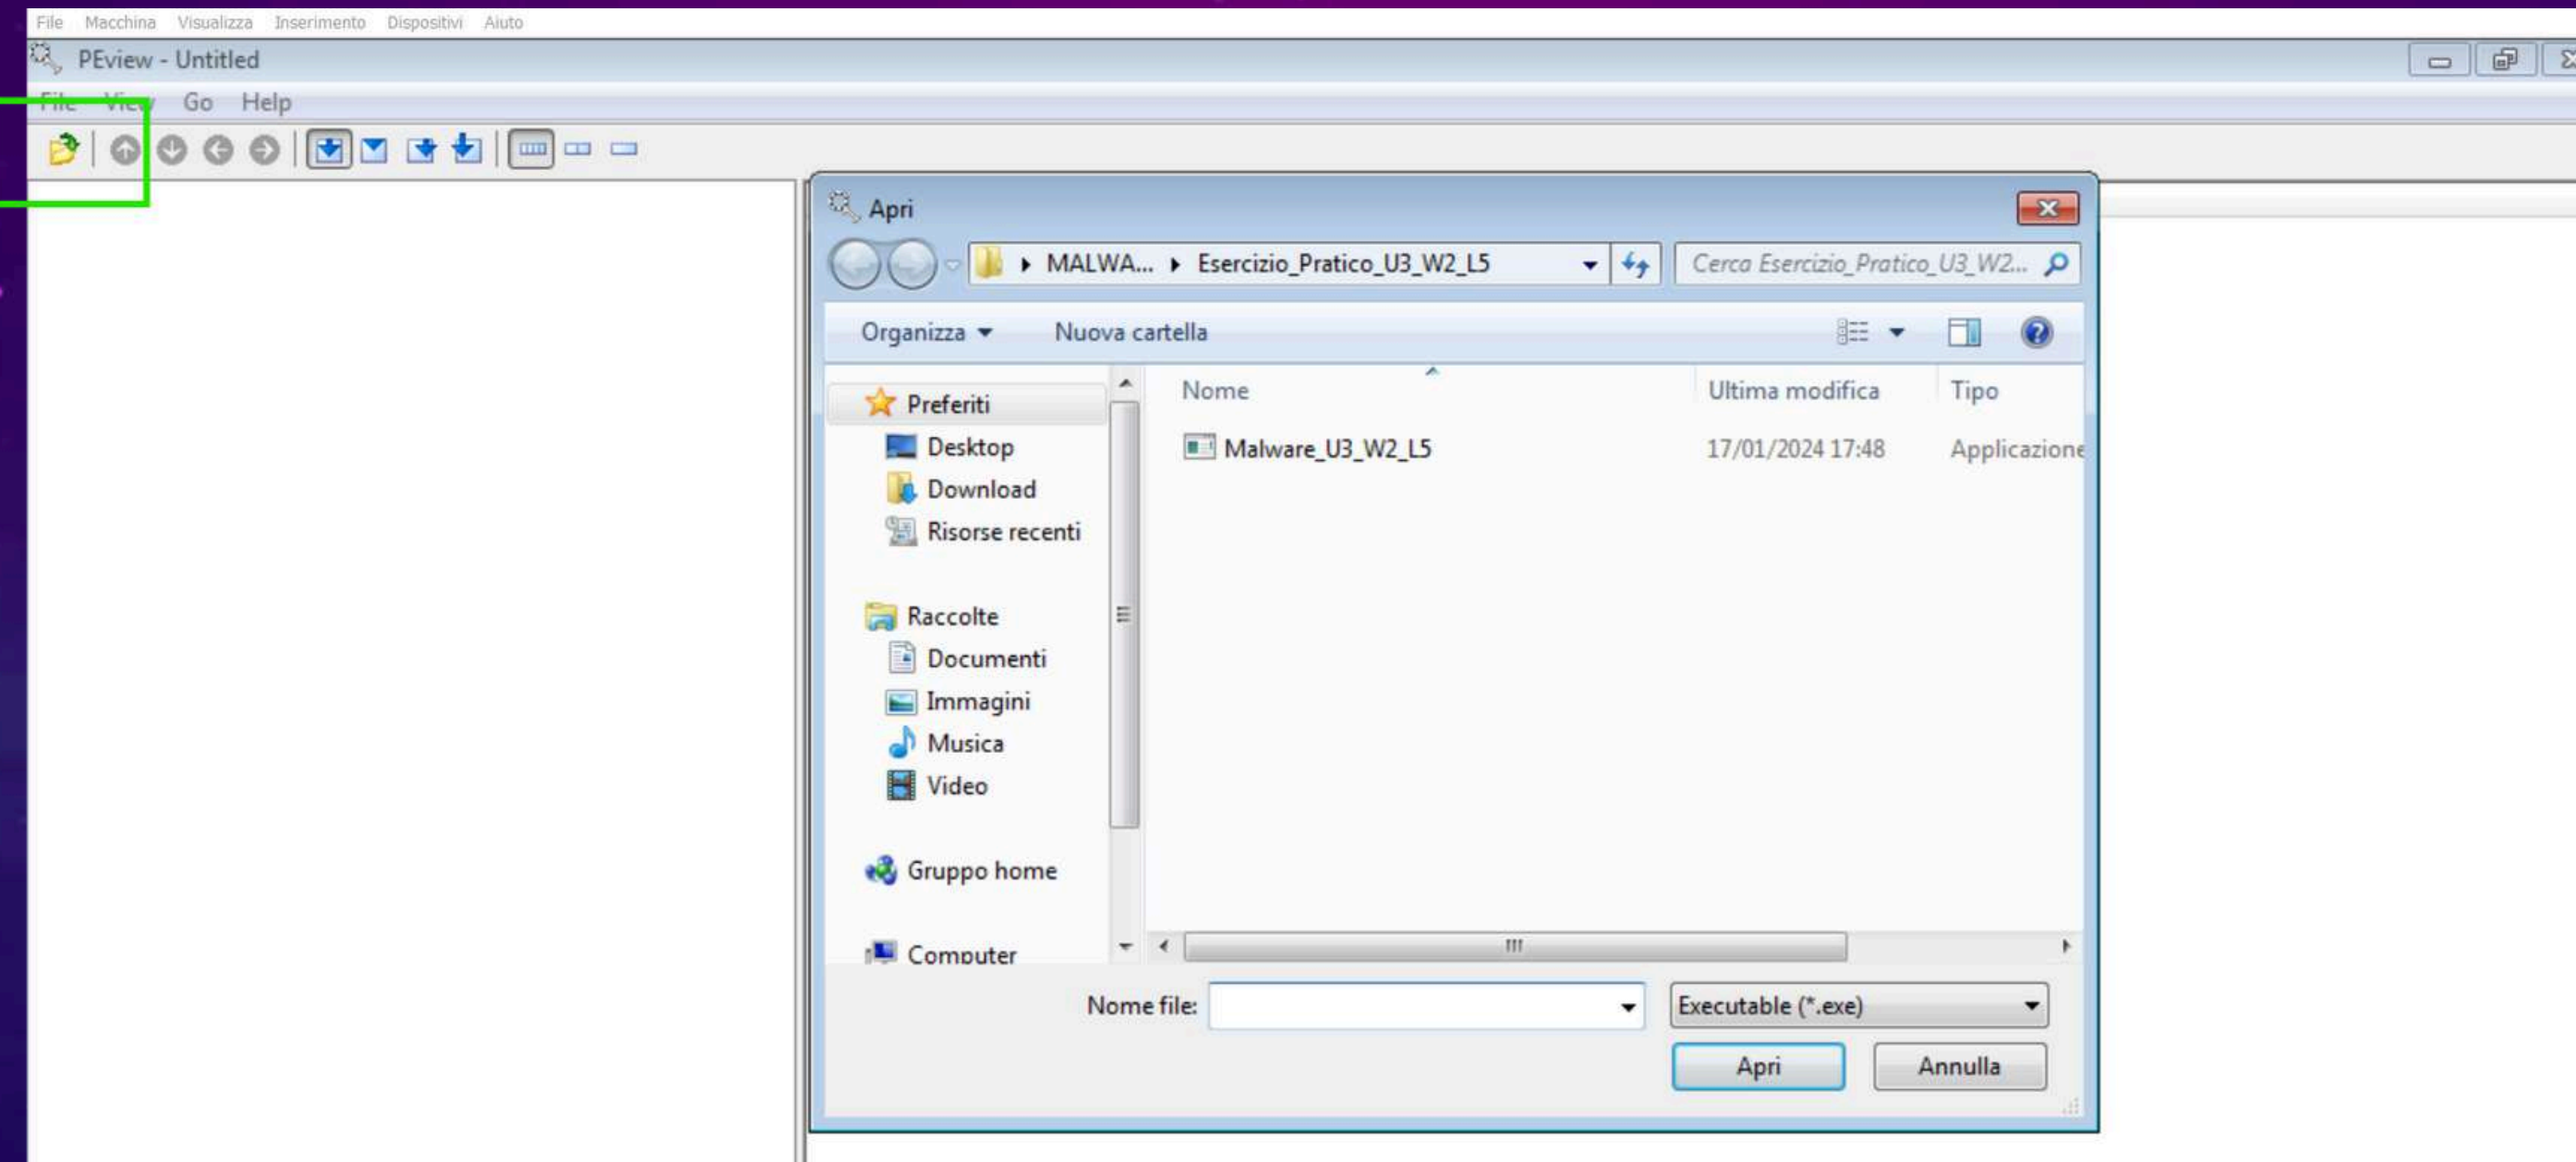 File Macchina Visualizza Inserimento Dispositivi Aiuto
PEview - Untitled
File View Go Help
Apri
MALWA... Esercizio_Pratico_U3_W2_L5
Cerca Esercizio_Pratico_U3_W2...
Organizza Nuova cartella
Nome Ultima modifica Tipo
Preferiti
Malware_U3_W2_L5 17/01/2024 17:48 Applicazione
Desktop
Download
Risorse recenti
Raccolte
Documenti
Immagini
Musica
Video
Gruppo home
Computer
Nome file: Executable (*.exe)
Apri Annulla